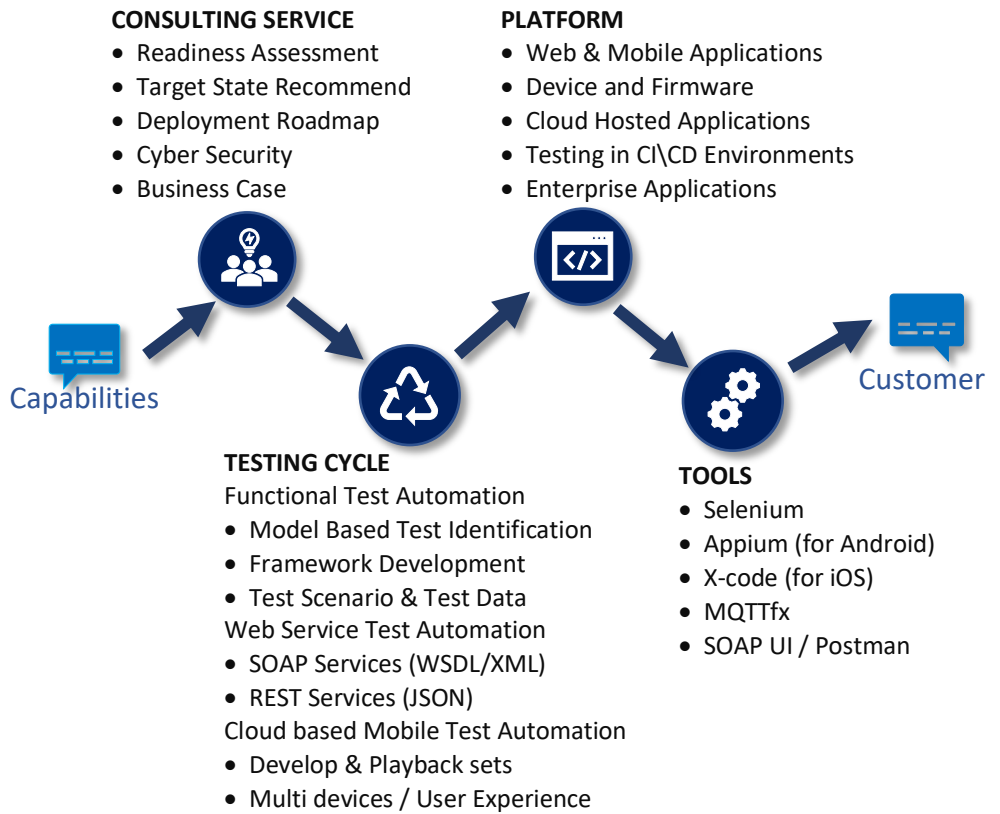 CONSULTING SERVICE
• Readiness Assessment
• Target State Recommend
• Deployment Roadmap
• Cyber Security
• Business Case
PLATFORM
• Web & Mobile Applications
• Device and Firmware
• Cloud Hosted Applications
• Testing in CI\CD Environments
• Enterprise Applications
</>
Capabilities
Customer
TESTING CYCLE
Functional Test Automation
• Model Based Test Identification
• Framework Development
• Test Scenario & Test Data
Web Service Test Automation
• SOAP Services (WSDL/XML)
• REST Services (JSON)
Cloud based Mobile Test Automation
• Develop & Playback sets
• Multi devices / User Experience
TOOLS
• Selenium
• Appium (for Android)
• X-code (for iOS)
• MQTTfx
• SOAP UI / Postman